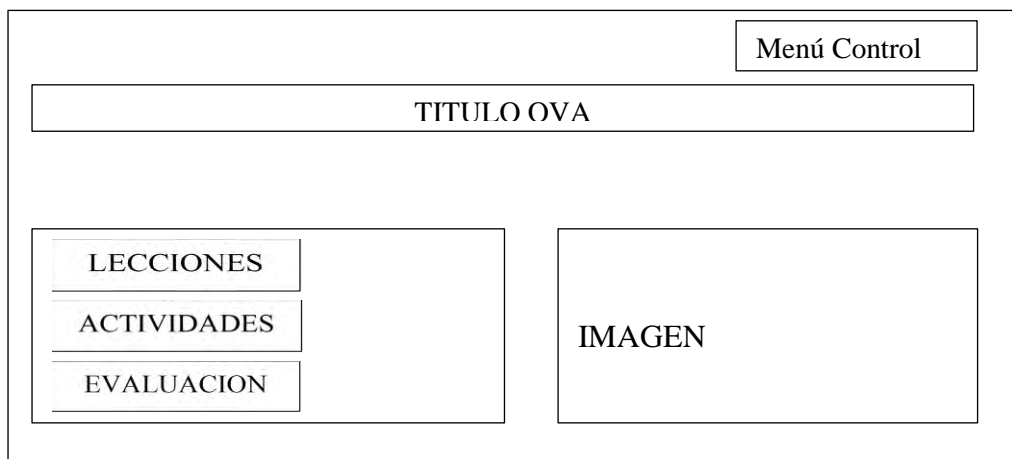 Menú Control
TITULO OVA
LECCIONES
ACTIVIDADES
EVALUACION
IMAGEN